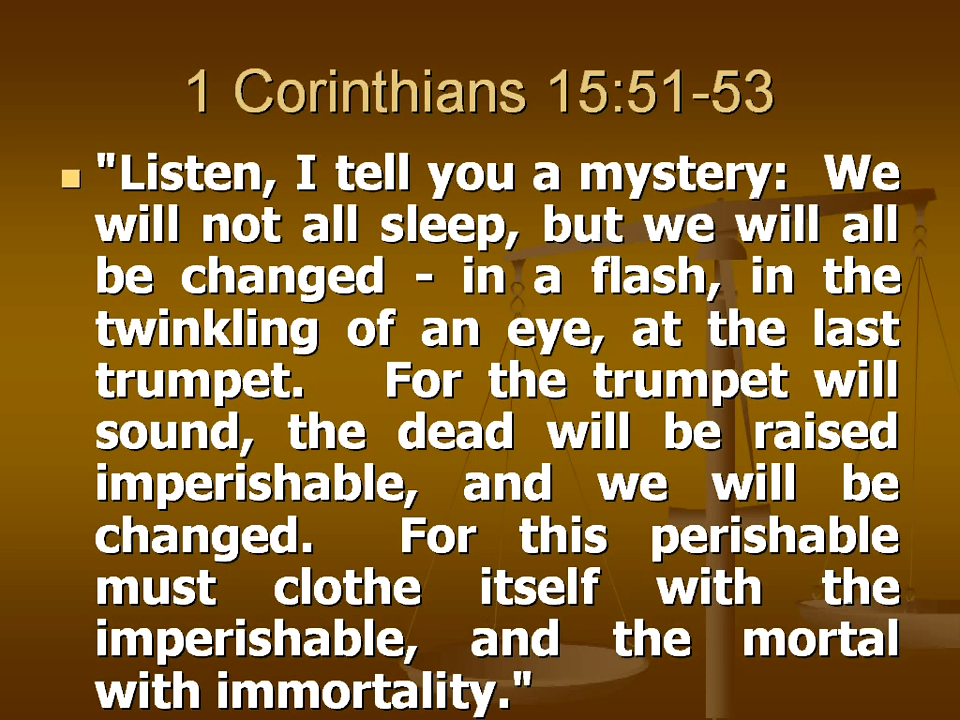 1 Corinthians 15:51-53
"Listen, I tell you a mystery: We
will not all sleep, but we will all
be changed - in a flash, in the
twinkling of an eye, at the last
trumpet. For the trumpet will
sound, the dead will be raised
imperishable, and we will be
changed. For this perishable
must clothe itself with the
imperishable, and the mortal
with immortality."